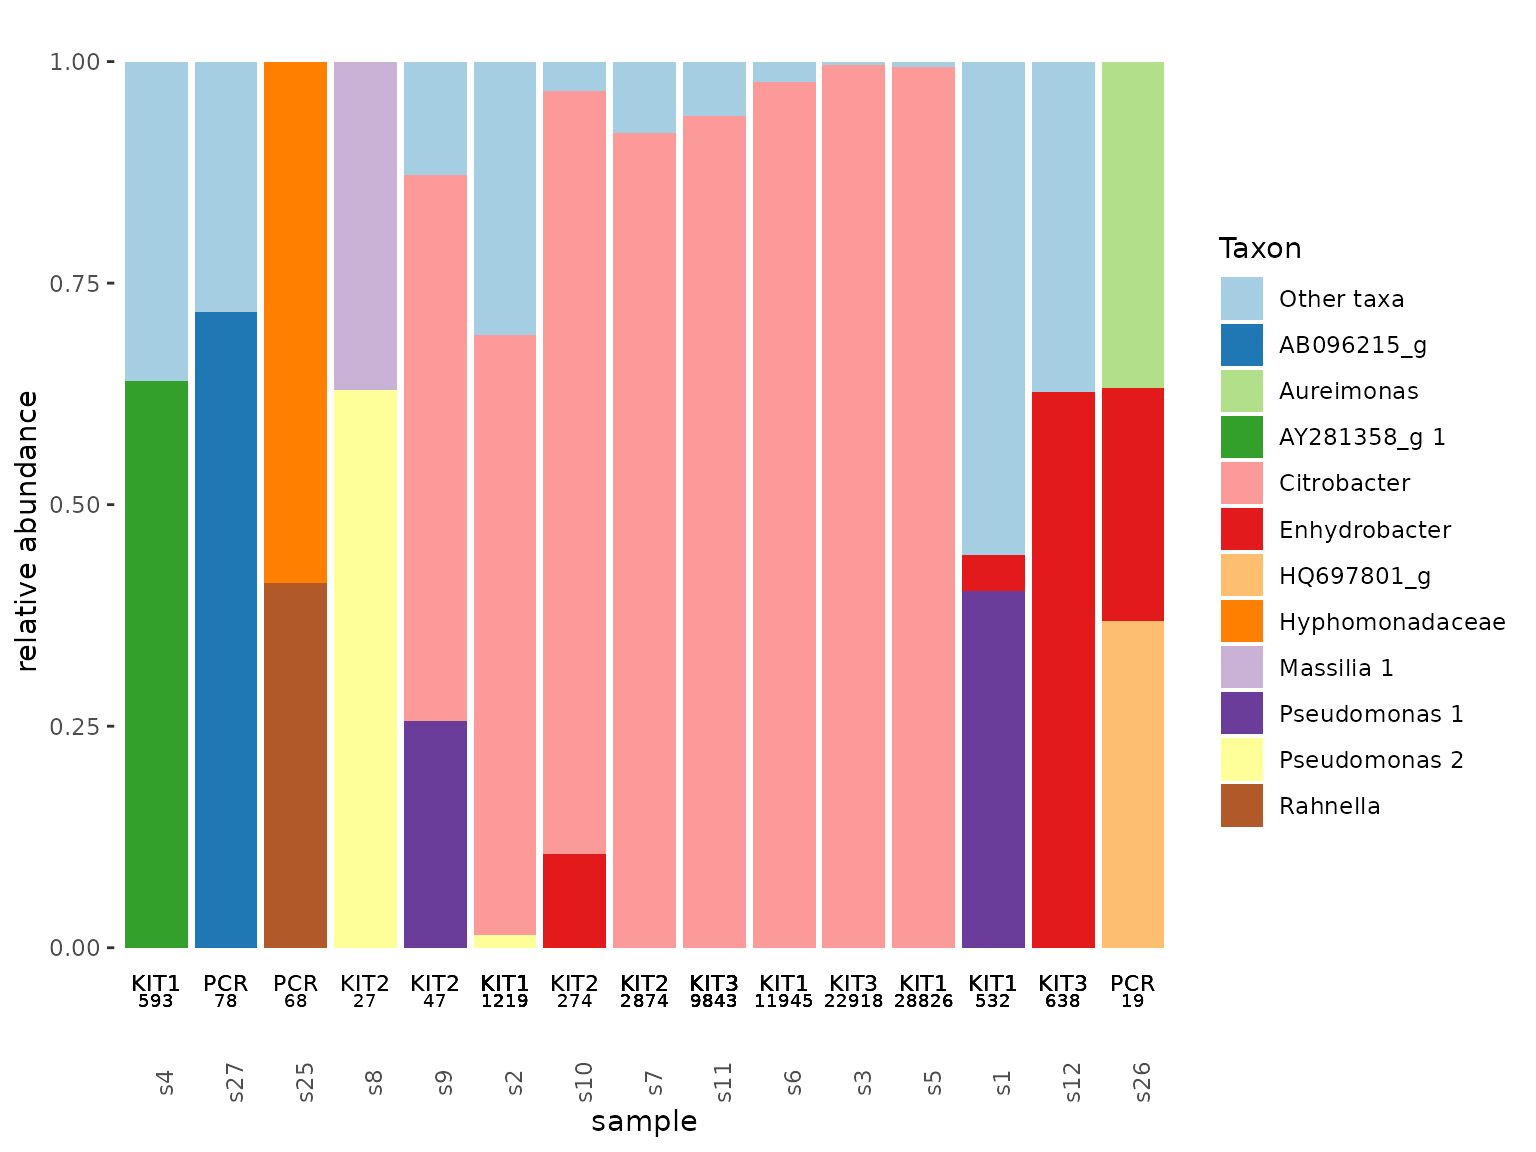 1.00
0.75
0.50
0.25
0.00
relative abundance
KIT1 PCR PCR KIT2 KIT2 KIT1 KIT2 KIT2 KIT3 KIT1 KIT3 KIT1 KIT1 KIT3 PCR
593 78 68 27 47 1219 274 2874 9843 11945 22918 28826 532 638 19
s4 s27 s25 s8 s9 s2 s10 s7 s11 s6 s3 s5 s1 s12 s26
sample
Taxon
Other taxa
AB096215_g
Aureimonas
AY281358_g 1
Citrobacter
Enhydrobacter
HQ697801_g
Hyphomonadaceae
Massilia 1
Pseudomonas 1
Pseudomonas 2
Rahnella